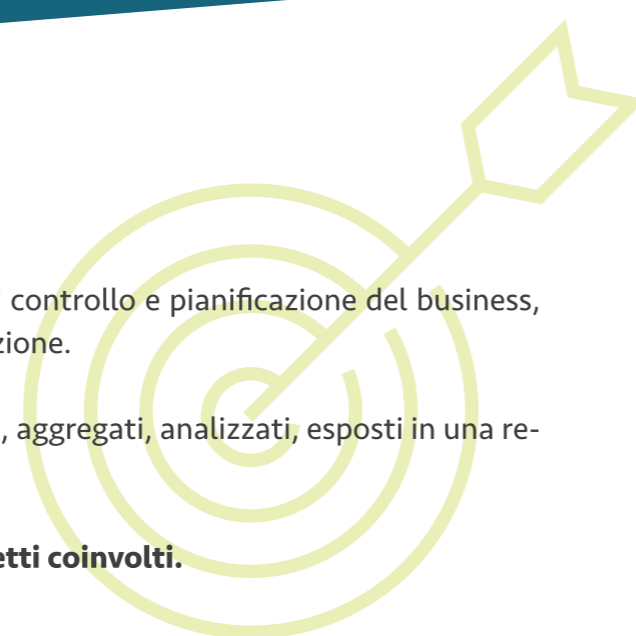 controllo e pianificazione del business,
zione.
, aggregati, analizzati, esposti in una re-
etti coinvolti.